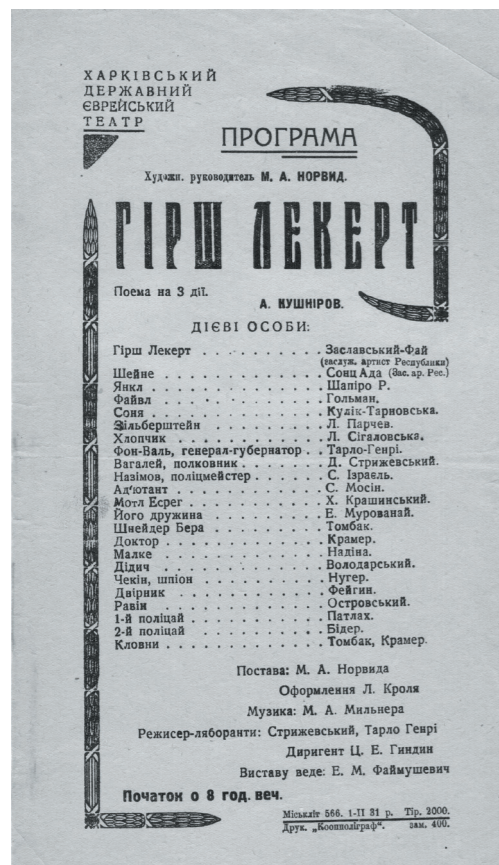 ХАРКІВСЬКИЙ
ДЕРЖАВНИЙ
ЄВРЕЙСЬКИЙ
ТЕАТР
ПРОГРАМА
Художн. руководитель М. А. НОРВИД.
ГІРШ ЛЕКЕРТ
Поема на 3 дії.
А. КУШНІРОВ.
ДІЄВІ ОСОБИ:
Гірш Лекерт . . . . . . . . . . Заславський-Фай
(заслуж. артист Республики)
Шейне . . . . . . . . . . . . Сонц Ада (Зас. ар. Рес.)
Янкл . . . . . . . . . . . . Шапіро Р.
Файвл . . . . . . . . . . . . Гольман.
Соня . . . . . . . . . . . . Кулік-Тарновська.
Зільберштейн . . . . . . . . . Л. Парчев.
Хлопчик . . . . . . . . . . . Л. Сігаловська.
Фон-Валь, генерал-губернатор . . Тарло-Генрі.
Вагалей, полковник . . . . . . . Д. Стрижевський.
Назімов, поліцмейстер . . . . . . С. Ізраєль.
Ад'ютант . . . . . . . . . . . С. Мосін.
Мотл Есрег . . . . . . . . . . Х. Крашинський.
Його дружина . . . . . . . . . Е. Мурованай.
Шнейдер Бера . . . . . . . . . Томбак.
Доктор . . . . . . . . . . . . Крамер.
Малке . . . . . . . . . . . . Надіна.
Дідич . . . . . . . . . . . . Володарський.
Чекін, шпіон . . . . . . . . . Нугер.
Двірник . . . . . . . . . . . Фейгин.
Равін . . . . . . . . . . . . Островський.
1-й поліцай . . . . . . . . . . Патлах.
2-й поліцай . . . . . . . . . . Бідер.
Кловни . . . . . . . . . . . . Томбак, Крамер.
Постава: М. А. Норвида
Оформлення Л. Кроля
Музика: М. А. Мильнера
Режисер-ляборанти: Стрижевський, Тарло Генрі
Диригент Ц. Е. Гиндин
Виставу веде: Е. М. Файмушевич
Початок о 8 год. веч.
Міськліт 566. 1-II 31 р. Тір. 2000.
Друк. „Коопполіграф“. зам. 400.